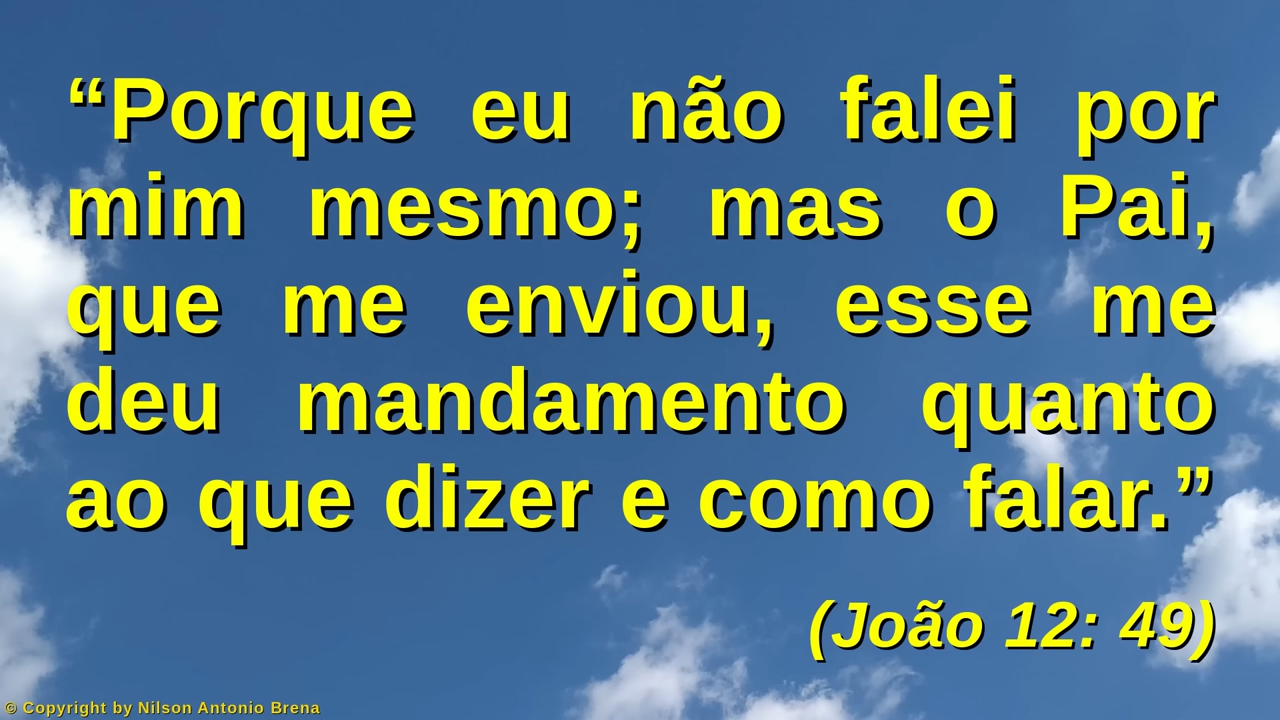 “Porque eu não falei por
mim mesmo; mas o Pai,
que me enviou, esse me
deu mandamento quanto
ao que dizer e como falar.”
(João 12: 49)
© Copyright by Nilson Antonio Brena